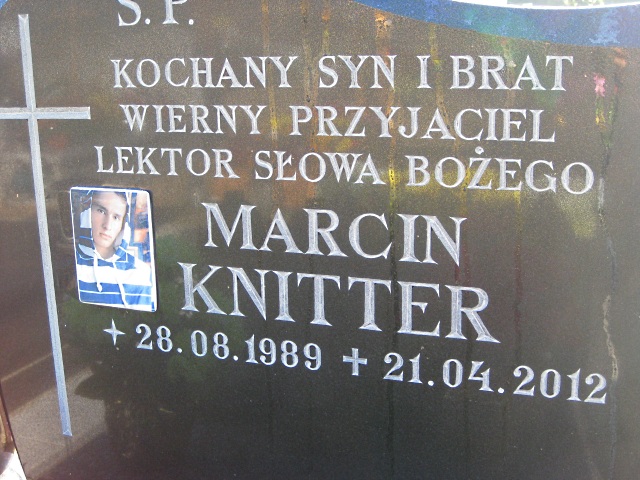 Ś.P.
KOCHANY SYN I BRAT
WIERNY PRZYJACIEL
LEKTOR SŁOWA BOŻEGO
MARCIN
KNITTER
28.08.1989 21.04.2012